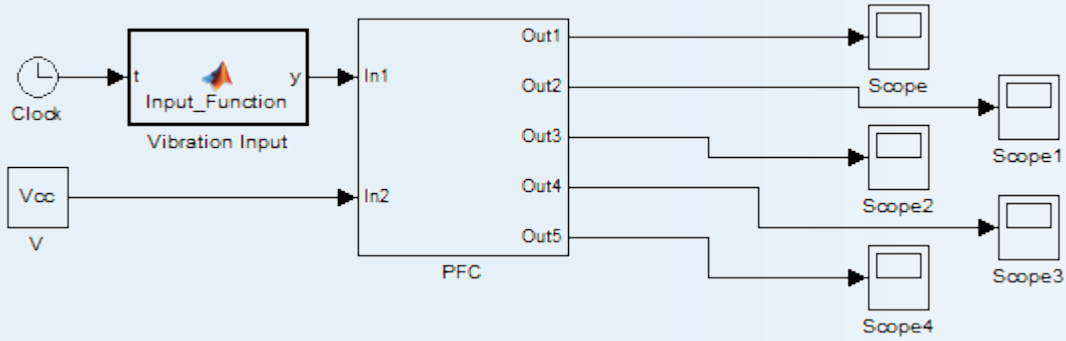 Clock
t
y
Input_Function
Vibration Input
Vcc
V
In1
In2
Out1
Out2
Out3
Out4
Out5
PFC
Scope
Scope1
Scope2
Scope3
Scope4